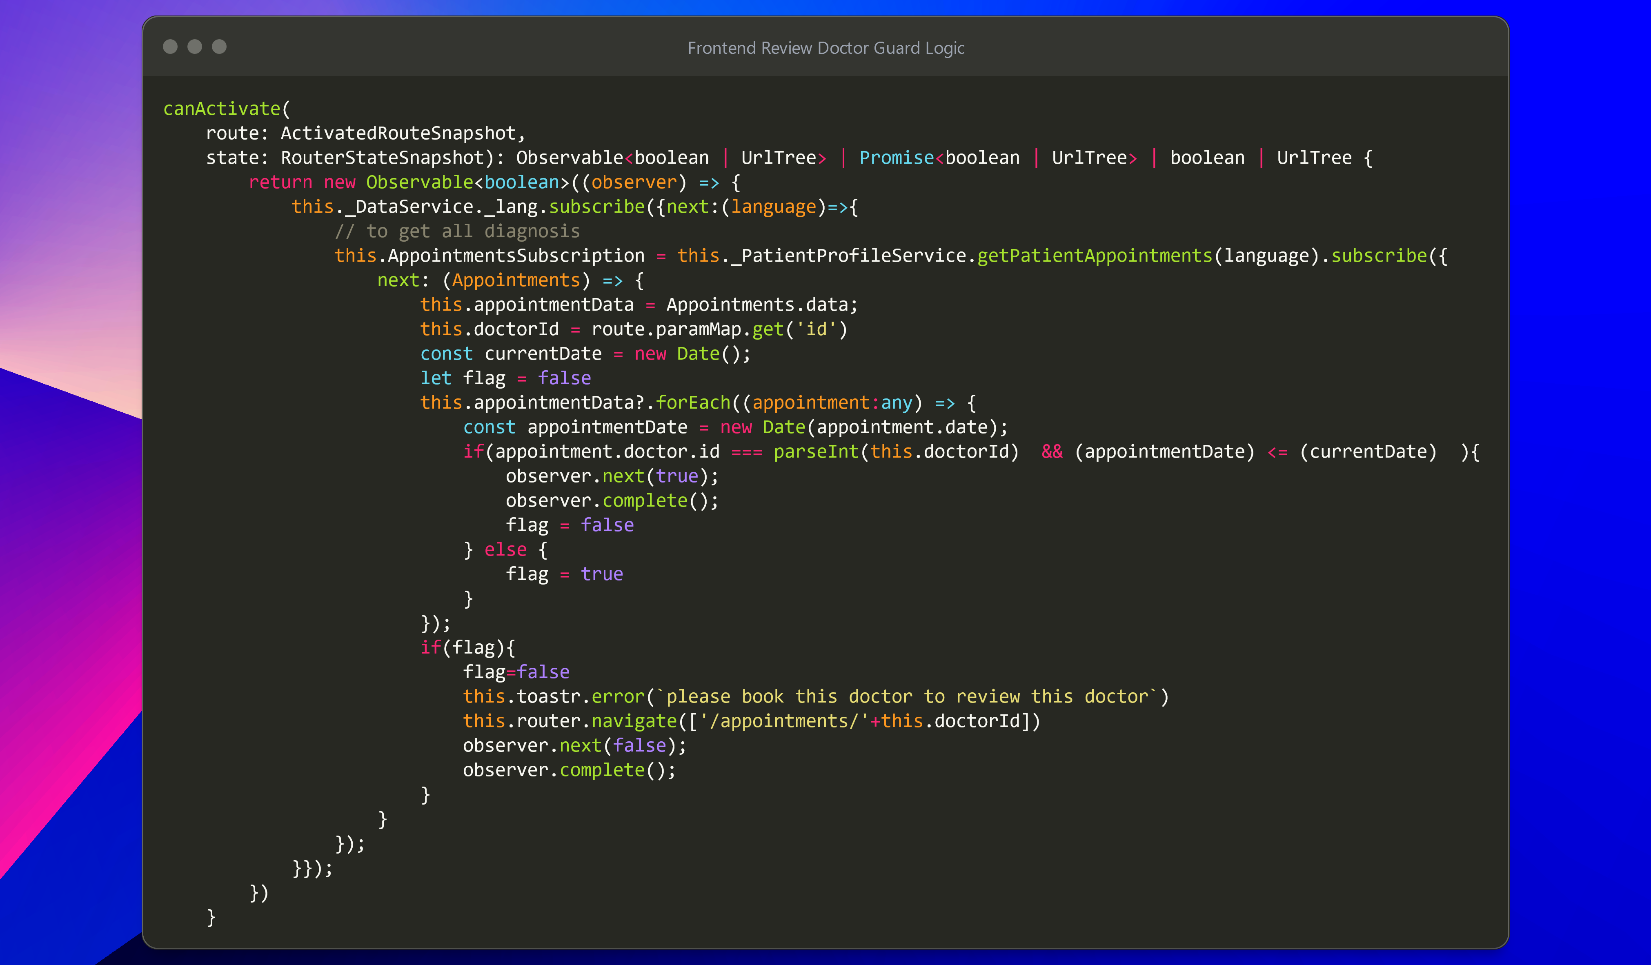 Frontend Review Doctor Guard Logic
canActivate(
    route: ActivatedRouteSnapshot,
    state: RouterStateSnapshot): Observable<boolean | UrlTree> | Promise<boolean | UrlTree> | boolean | UrlTree {
        return new Observable<boolean>((observer) => {
            this._DataService._lang.subscribe({next:(language)=>{
                // to get all diagnosis
                this.AppointmentsSubscription = this._PatientProfileService.getPatientAppointments(language).subscribe({
                    next: (Appointments) => {
                        this.appointmentData = Appointments.data;
                        this.doctorId = route.paramMap.get('id')
                        const currentDate = new Date();
                        let flag = false
                        this.appointmentData?.forEach((appointment:any) => {
                            const appointmentDate = new Date(appointment.date);
                            if(appointment.doctor.id === parseInt(this.doctorId)  && (appointmentDate) <= (currentDate)  ){
                                observer.next(true);
                                observer.complete();
                                flag = false
                            } else {
                                flag = true
                            }
                        });
                        if(flag){
                            flag=false
                            this.toastr.error(`please book this doctor to review this doctor`)
                            this.router.navigate(['/appointments/'+this.doctorId])
                            observer.next(false);
                            observer.complete();
                        }
                    }
                });
            }});
        })
    }